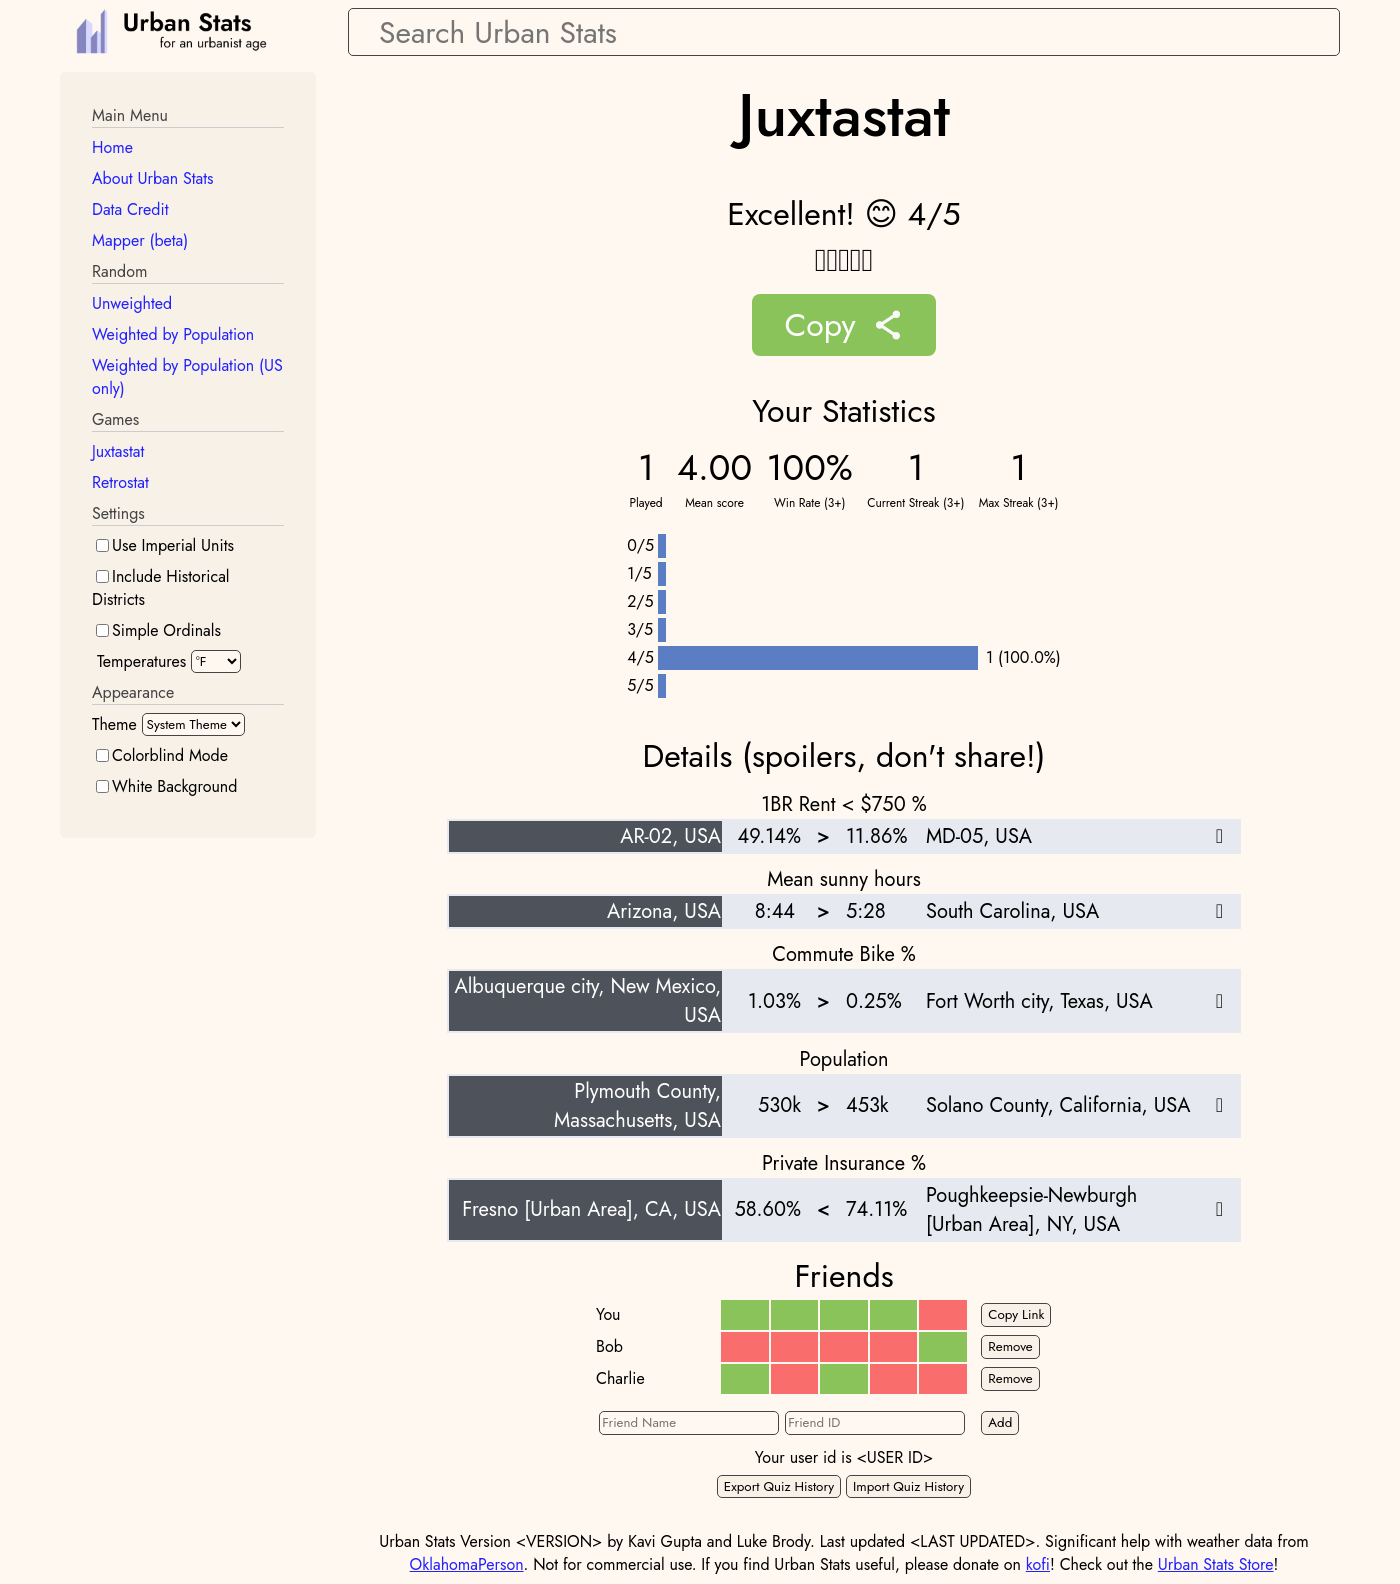 Urban Stats
for an urbanist age
Search Urban Stats
Main Menu
Home
About Urban Stats
Data Credit
Mapper (beta)
Random
Unweighted
Weighted by Population
Weighted by Population (US
only)
Games
Juxtastat
Retrostat
Settings
Use Imperial Units
Include Historical
Districts
Simple Ordinals
Temperatures °F
Appearance
Theme System Theme
Colorblind Mode
White Background
Juxtastat
Excellent! 😊 4/5
Copy
Your Statistics
1 4.00 100% 1 1
Played Mean score Win Rate (3+) Current Streak (3+) Max Streak (3+)
0/5
1/5
2/5
3/5
4/5 1 (100.0%)
5/5
Details (spoilers, don't share!)
1BR Rent < $750 %
AR-02, USA 49.14% > 11.86% MD-05, USA
Mean sunny hours
Arizona, USA 8:44 > 5:28 South Carolina, USA
Commute Bike %
Albuquerque city, New Mexico,
USA 1.03% > 0.25% Fort Worth city, Texas, USA
Population
Plymouth County,
Massachusetts, USA 530k > 453k Solano County, California, USA
Private Insurance %
Fresno [Urban Area], CA, USA 58.60% < 74.11% Poughkeepsie-Newburgh
[Urban Area], NY, USA
Friends
You Copy Link
Bob Remove
Charlie Remove
Friend Name Friend ID Add
Your user id is <USER ID>
Export Quiz History Import Quiz History
Urban Stats Version <VERSION> by Kavi Gupta and Luke Brody. Last updated <LAST UPDATED>. Significant help with weather data from
OklahomaPerson. Not for commercial use. If you find Urban Stats useful, please donate on kofi! Check out the Urban Stats Store!